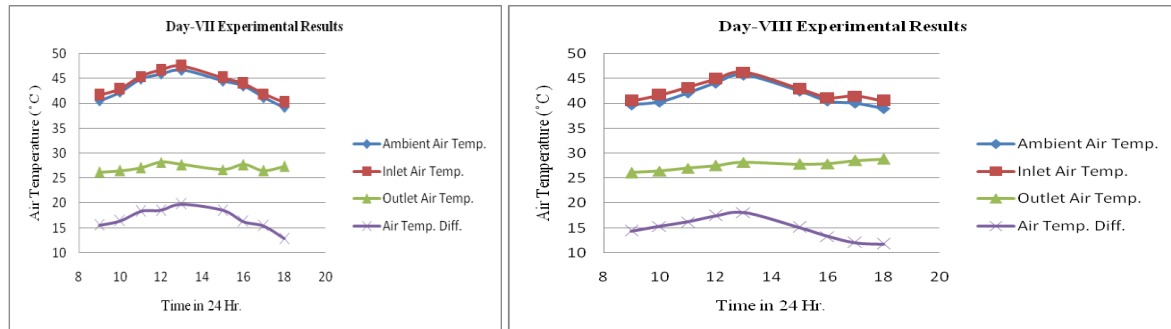 Day-VII Experimental Results
50
45
40
35
30
25
20
15
10
8 10 12 14 16 18 20
Air Temperature (˚C)
Time in 24 Hr.
Ambient Air Temp.
Inlet Air Temp.
Outlet Air Temp.
Air Temp. Diff.
Day-VIII Experimental Results
50
45
40
35
30
25
20
15
10
8 10 12 14 16 18 20
Air Temperature (˚C)
Time in 24 Hr.
Ambient Air Temp.
Inlet Air Temp.
Outlet Air Temp.
Air Temp. Diff.